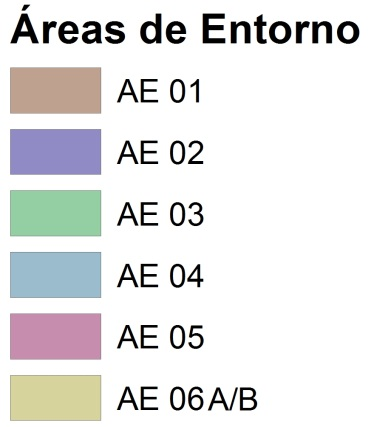 Áreas de Entorno
AE 01
AE 02
AE 03
AE 04
AE 05
AE 06 A/B